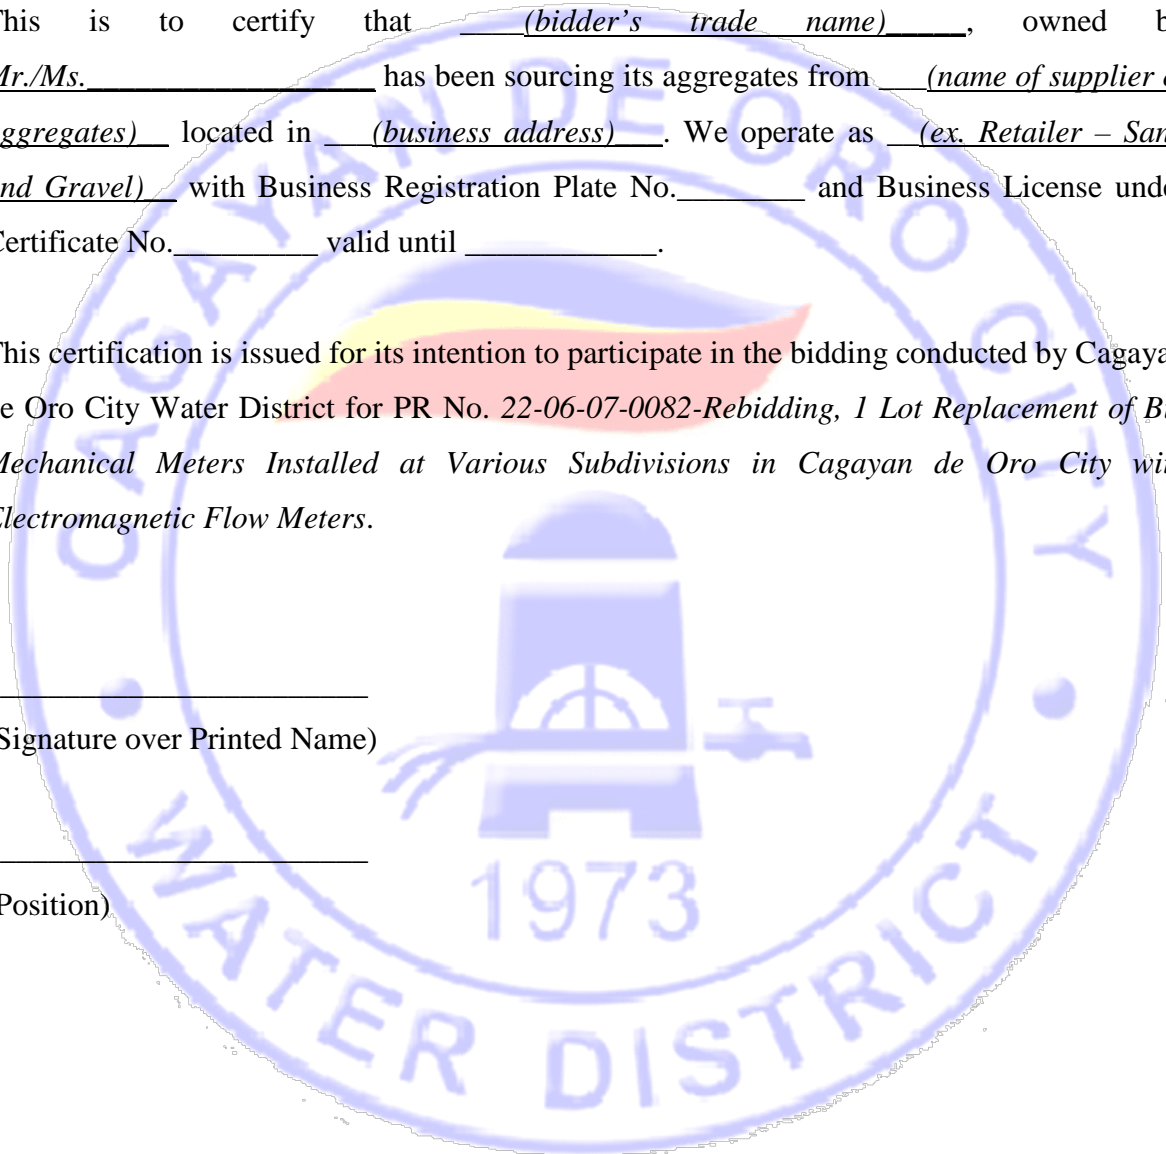 This is to certify that ____(bidder’s trade name)_____, owned b
Mr./Ms.__________________ has been sourcing its aggregates from ___(name of supplier o
ggregates)__ located in ___(business address)___. We operate as __(ex. Retailer – San
nd Gravel)__ with Business Registration Plate No.________ and Business License unde
Certificate No._________ valid until ____________.
This certification is issued for its intention to participate in the bidding conducted by Cagaya
e Oro City Water District for PR No. 22-06-07-0082-Rebidding, 1 Lot Replacement of B
Mechanical Meters Installed at Various Subdivisions in Cagayan de Oro City wi
Electromagnetic Flow Meters.
_______________________
(Signature over Printed Name)
_______________________
Position)
CAGAYAN DE ORO CITY
1973
WATER DISTRICT